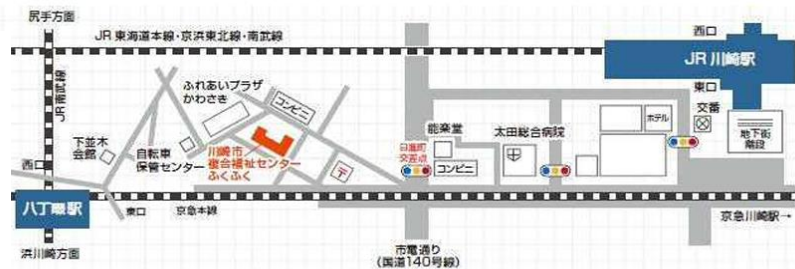 尻手方面
JR 東海道本線・京浜東北線・南武線
西口
JR 川崎駅
東口
交番
地下街
階段
ホテル
JR南武線
ふれあいプラザ
かわさき
コンビニ
能楽堂
太田総合病院
下並木
会館
自転車
保管センター
川崎市
複合福祉センター
ふくふく
〒
日進町
交差点
コンビニ
西口
八丁畷駅
東口
京急本線
京急川崎駅→
浜川崎方面
市電通り
(国道140号線)